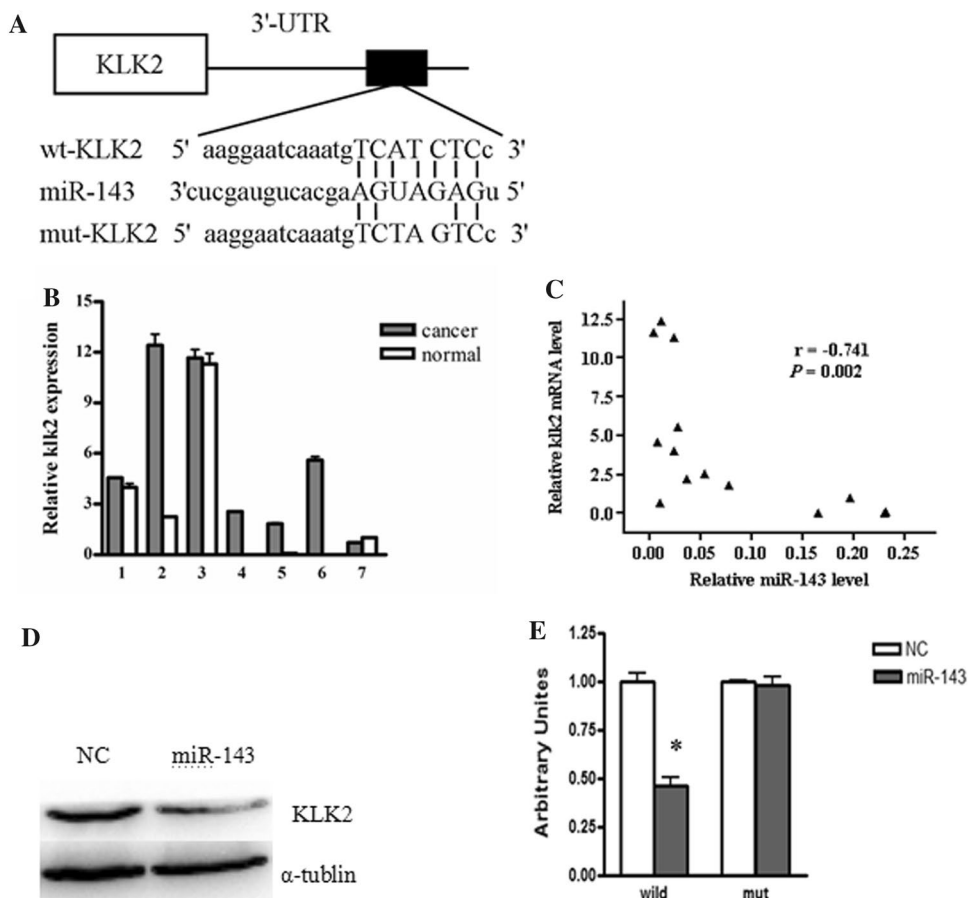 A
3'-UTR
KLK2
wt-KLK2 5' aaggaatcaaatgTCATCTCc 3'
miR-143 3'cucgaugucacgaAGUAGAGu 5'
mut-KLK2 5' aaggaatcaaatgTCTAGTCc 3'
B
Relative klk2 expression
15
12
9
6
3
0
cancer
normal
1 2 3 4 5 6 7
C
Relative klk2 mRNA level
12.5
10.0
7.5
5.0
2.5
0.0
r = -0.741
P = 0.002
0.00 0.05 0.10 0.15 0.20 0.25
Relative miR-143 level
D
NC miR-143
KLK2
α-tublin
E
Arbitrary Unites
1.25
1.00
0.75
0.50
0.25
0.00
*
NC
miR-143
wild mut